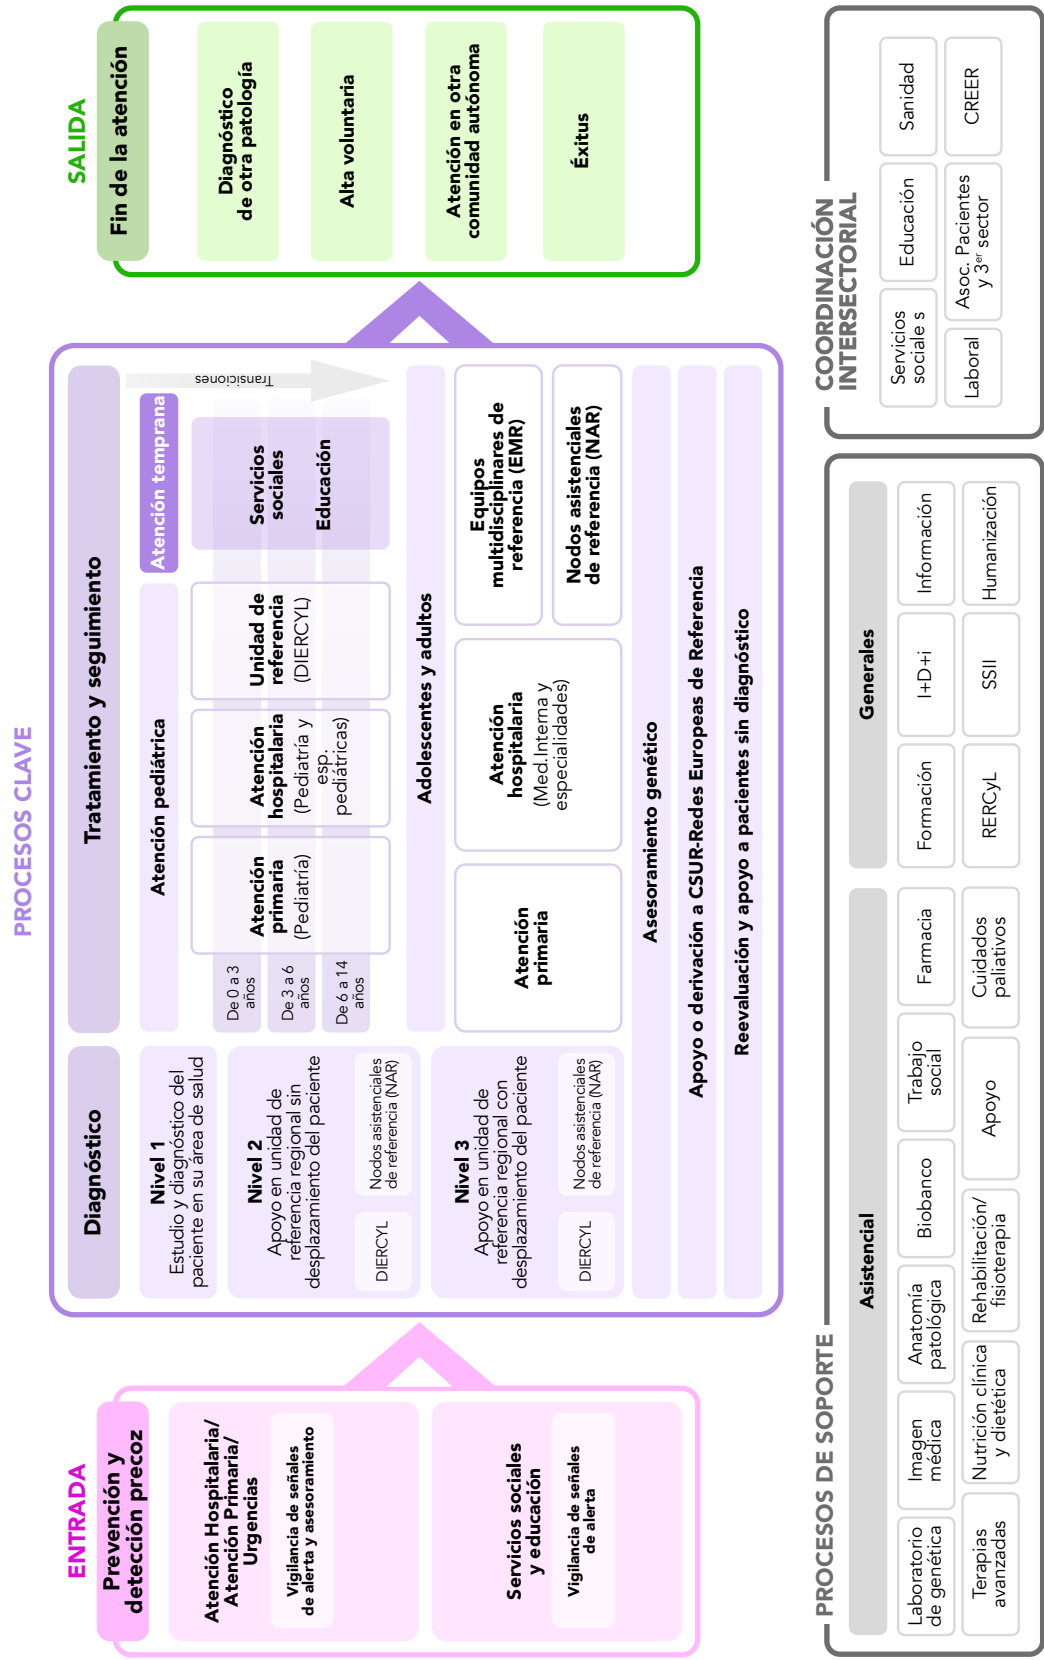 ENTRADA
Prevención y
detección precoz
Atención Hospitalaria/
Atención Primaria/
Urgencias
Vigilancia de señales
de alerta y asesoramiento
Servicios sociales
y educación
Vigilancia de señales
de alerta
PROCESOS CLAVE
Diagnóstico
Nivel 1
Estudio y diagnóstico del
paciente en su área de salud
Nivel 2
Apoyo en unidad de
referencia regional sin
desplazamiento del paciente
DIERCYL
Nodos asistenciales
de referencia (NAR)
Nivel 3
Apoyo en unidad de
referencia regional con
desplazamiento del paciente
DIERCYL
Nodos asistenciales
de referencia (NAR)
Tratamiento y seguimiento
Atención pediátrica
Atención temprana
De 0 a 3
años
De 3 a 6
años
De 6 a 14
años
Atención
primaria
(Pediatría)
Atención
hospitalaria
(Pediatría y
esp.
pediátricas)
Unidad de
referencia
(DIERCYL)
Servicios
sociales
Educación
Transiciones
Adolescentes y adultos
Atención
primaria
Atención
hospitalaria
(Med.Interna y
especialidades)
Equipos
multidisciplinares de
referencia (EMR)
Nodos asistenciales
de referencia (NAR)
Asesoramiento genético
Apoyo o derivación a CSUR-Redes Europeas de Referencia
Reevaluación y apoyo a pacientes sin diagnóstico
SALIDA
Fin de la atención
Diagnóstico
de otra patología
Alta voluntaria
Atención en otra
comunidad autónoma
Éxitus
PROCESOS DE SOPORTE
Asistencial
Laboratorio
de genética
Imagen
médica
Anatomía
patológica
Biobanco
Trabajo
social
Farmacia
Terapias
avanzadas
Nutrición clínica
y dietética
Rehabilitación/
fisioterapia
Apoyo
Cuidados
paliativos
Generales
Formación
I+D+i
Información
RERCyL
SSII
Humanización
COORDINACIÓN
INTERSECTORIAL
Servicios
sociale s
Educación
Sanidad
Laboral
Asoc. Pacientes
y 3er sector
CREER